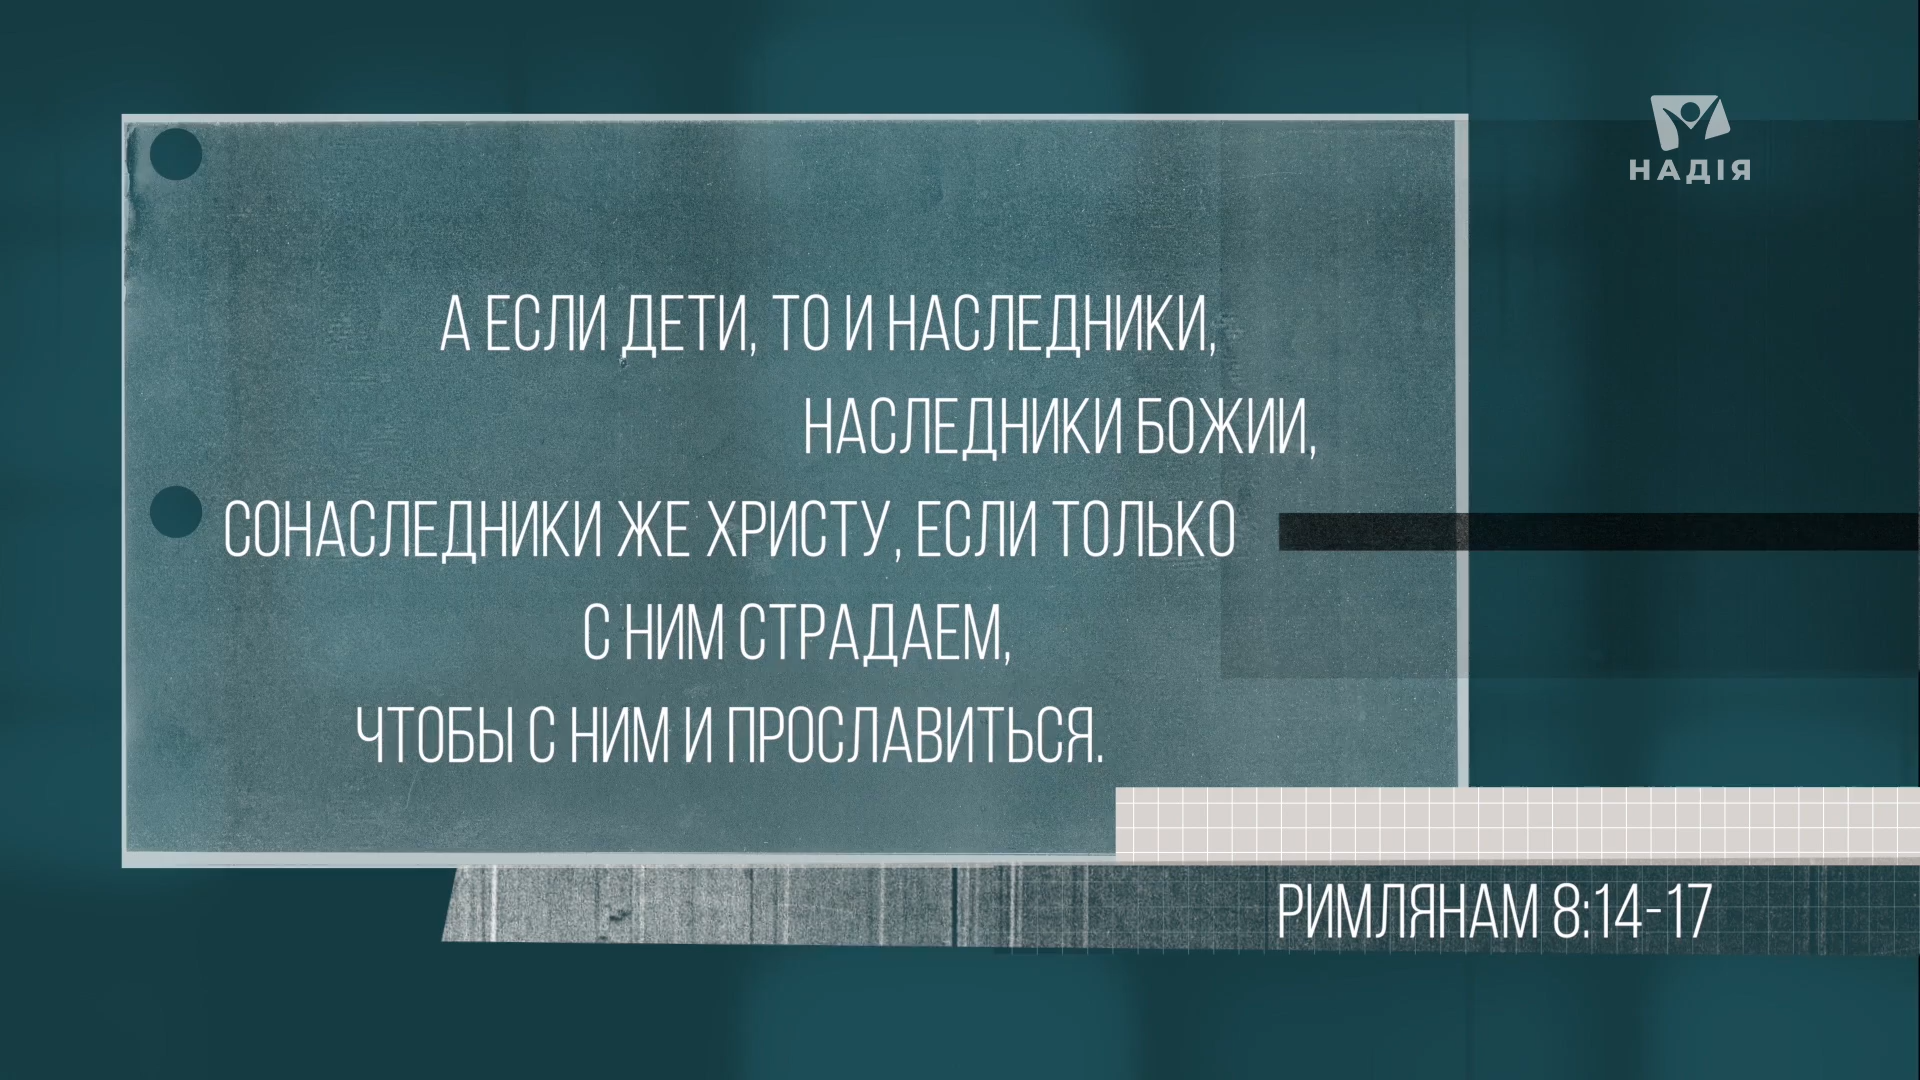 НАДІЯ
А ЕСЛИ ДЕТИ, ТО И НАСЛЕДНИКИ,
НАСЛЕДНИКИ БОЖИИ,
СОНАСЛЕДНИКИ ЖЕ ХРИСТУ, ЕСЛИ ТОЛЬКО
С НИМ СТРАДАЕМ,
ЧТОБЫ С НИМ И ПРОСЛАВИТЬСЯ.
РИМЛЯНАМ 8:14-17